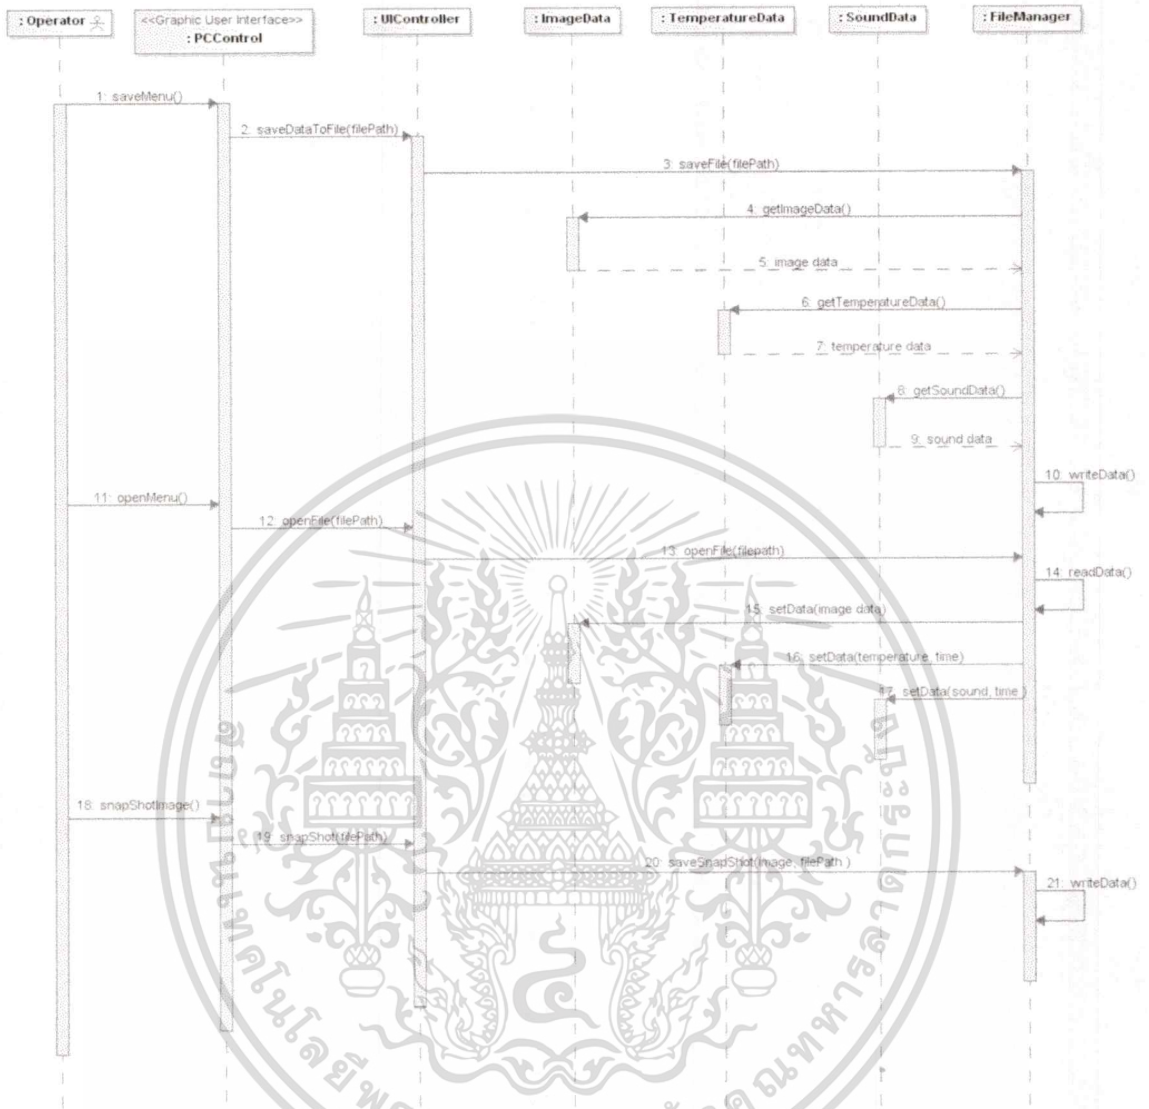 : Operator
<<Graphic User Interface>>
: PCControl
: UIController
: ImageData
: TemperatureData
: SoundData
: FileManager
1: saveMenu()
2: saveDataToFile(filePath)
3: saveFile(filePath)
4: getImageData()
5: image data
6: getTemperatureData()
7: temperature data
8: getSoundData()
9: sound data
10: writeData()
11: openMenu()
12: openFile(filePath)
13: openFile(filepath)
14: readData()
15: setData(image data)
16: setData(temperature, time)
17: setData(sound, time )
18: snapShotImage()
19: snapShot(filePath)
20: saveSnapShot(image, filePath )
21: writeData()